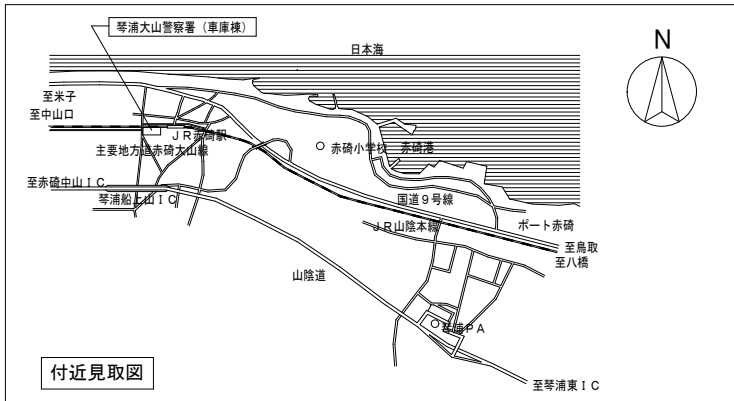 琴浦大山警察署（車庫棟）
日本海
N
至米子
至中山口
ＪＲ赤碕駅
主要地方道赤碕大山線
赤碕小学校
赤碕港
至赤碕中山ＩＣ
琴浦船上山ＩＣ
国道９号線
ＪＲ山陰本線
ポート赤碕
至鳥取
至八橋
山陰道
琴浦ＰＡ
至琴浦東ＩＣ
付近見取図